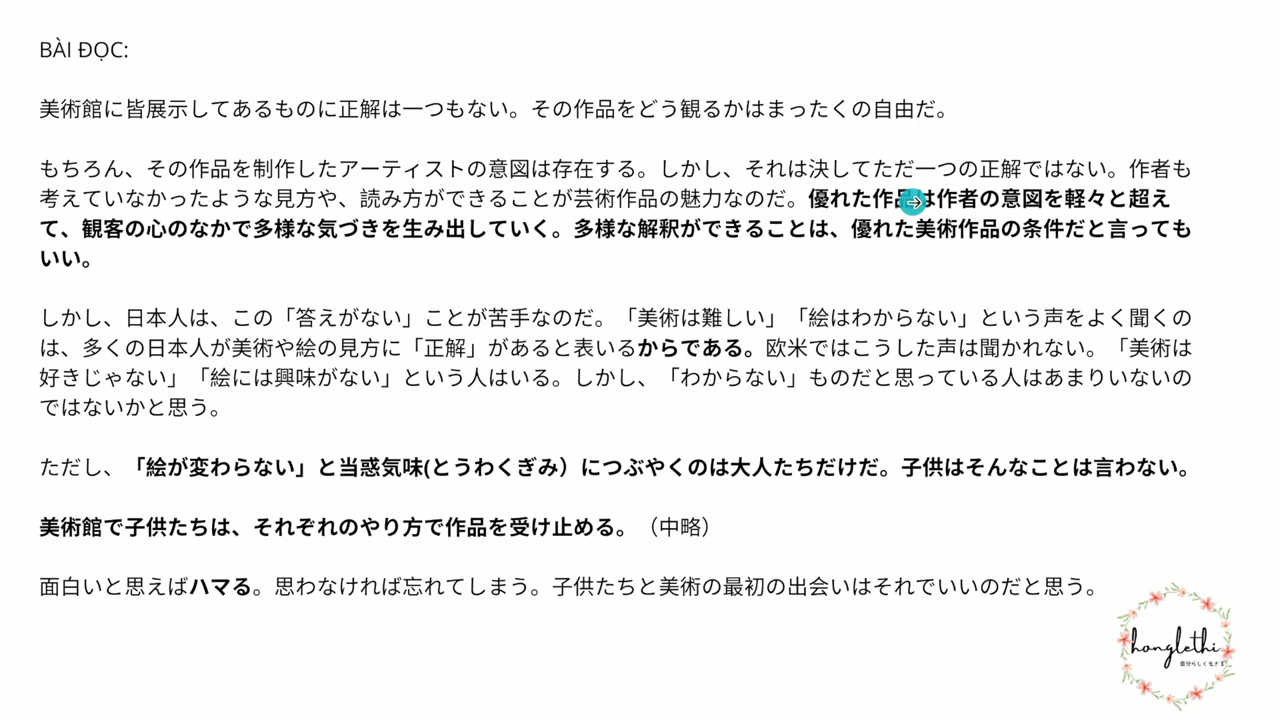 BÀI ĐỌC:
美術館に皆展示してあるものに正解は一つもない。その作品をどう観るかはまったくの自由だ。
もちろん、その作品を制作したアーティストの意図は存在する。しかし、それは決してただ一つの正解ではない。作者も
考えていなかったような見方や、読み方ができることが芸術作品の魅力なのだ。優れた作品は作者の意図を軽々と超え
て、観客の心のなかで多様な気づきを生み出していく。多様な解釈ができることは、優れた美術作品の条件だと言っても
いい。
しかし、日本人は、この「答えがない」ことが苦手なのだ。「美術は難しい」「絵はわからない」という声をよく聞くの
は、多くの日本人が美術や絵の見方に「正解」があると表いるからである。欧米ではこうした声は聞かれない。「美術は
好きじゃない」「絵には興味がない」という人はいる。しかし、「わからない」ものだと思っている人はあまりいないの
ではないかと思う。
ただし、「絵が変わらない」と当惑気味(とうわくぎみ）につぶやくのは大人たちだけだ。子供はそんなことは言わない。
美術館で子供たちは、それぞれのやり方で作品を受け止める。（中略）
面白いと思えばハマる。思わなければ忘れてしまう。子供たちと美術の最初の出会いはそれでいいのだと思う。
honglethi
自分らしく生きる